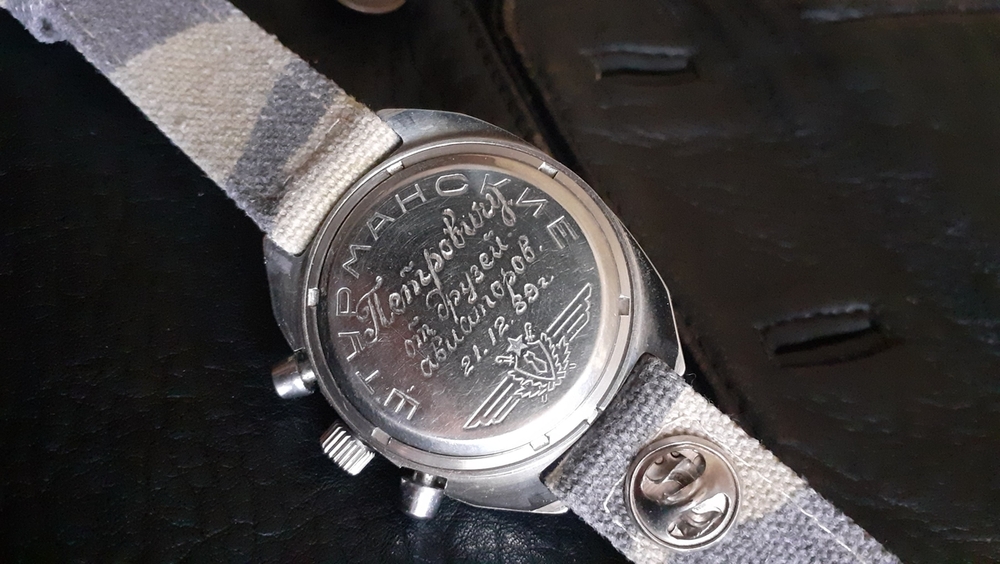 ШТУРМАНСКИЕ
Петровичу
от друзей
авиаторов.
21.12 89г.